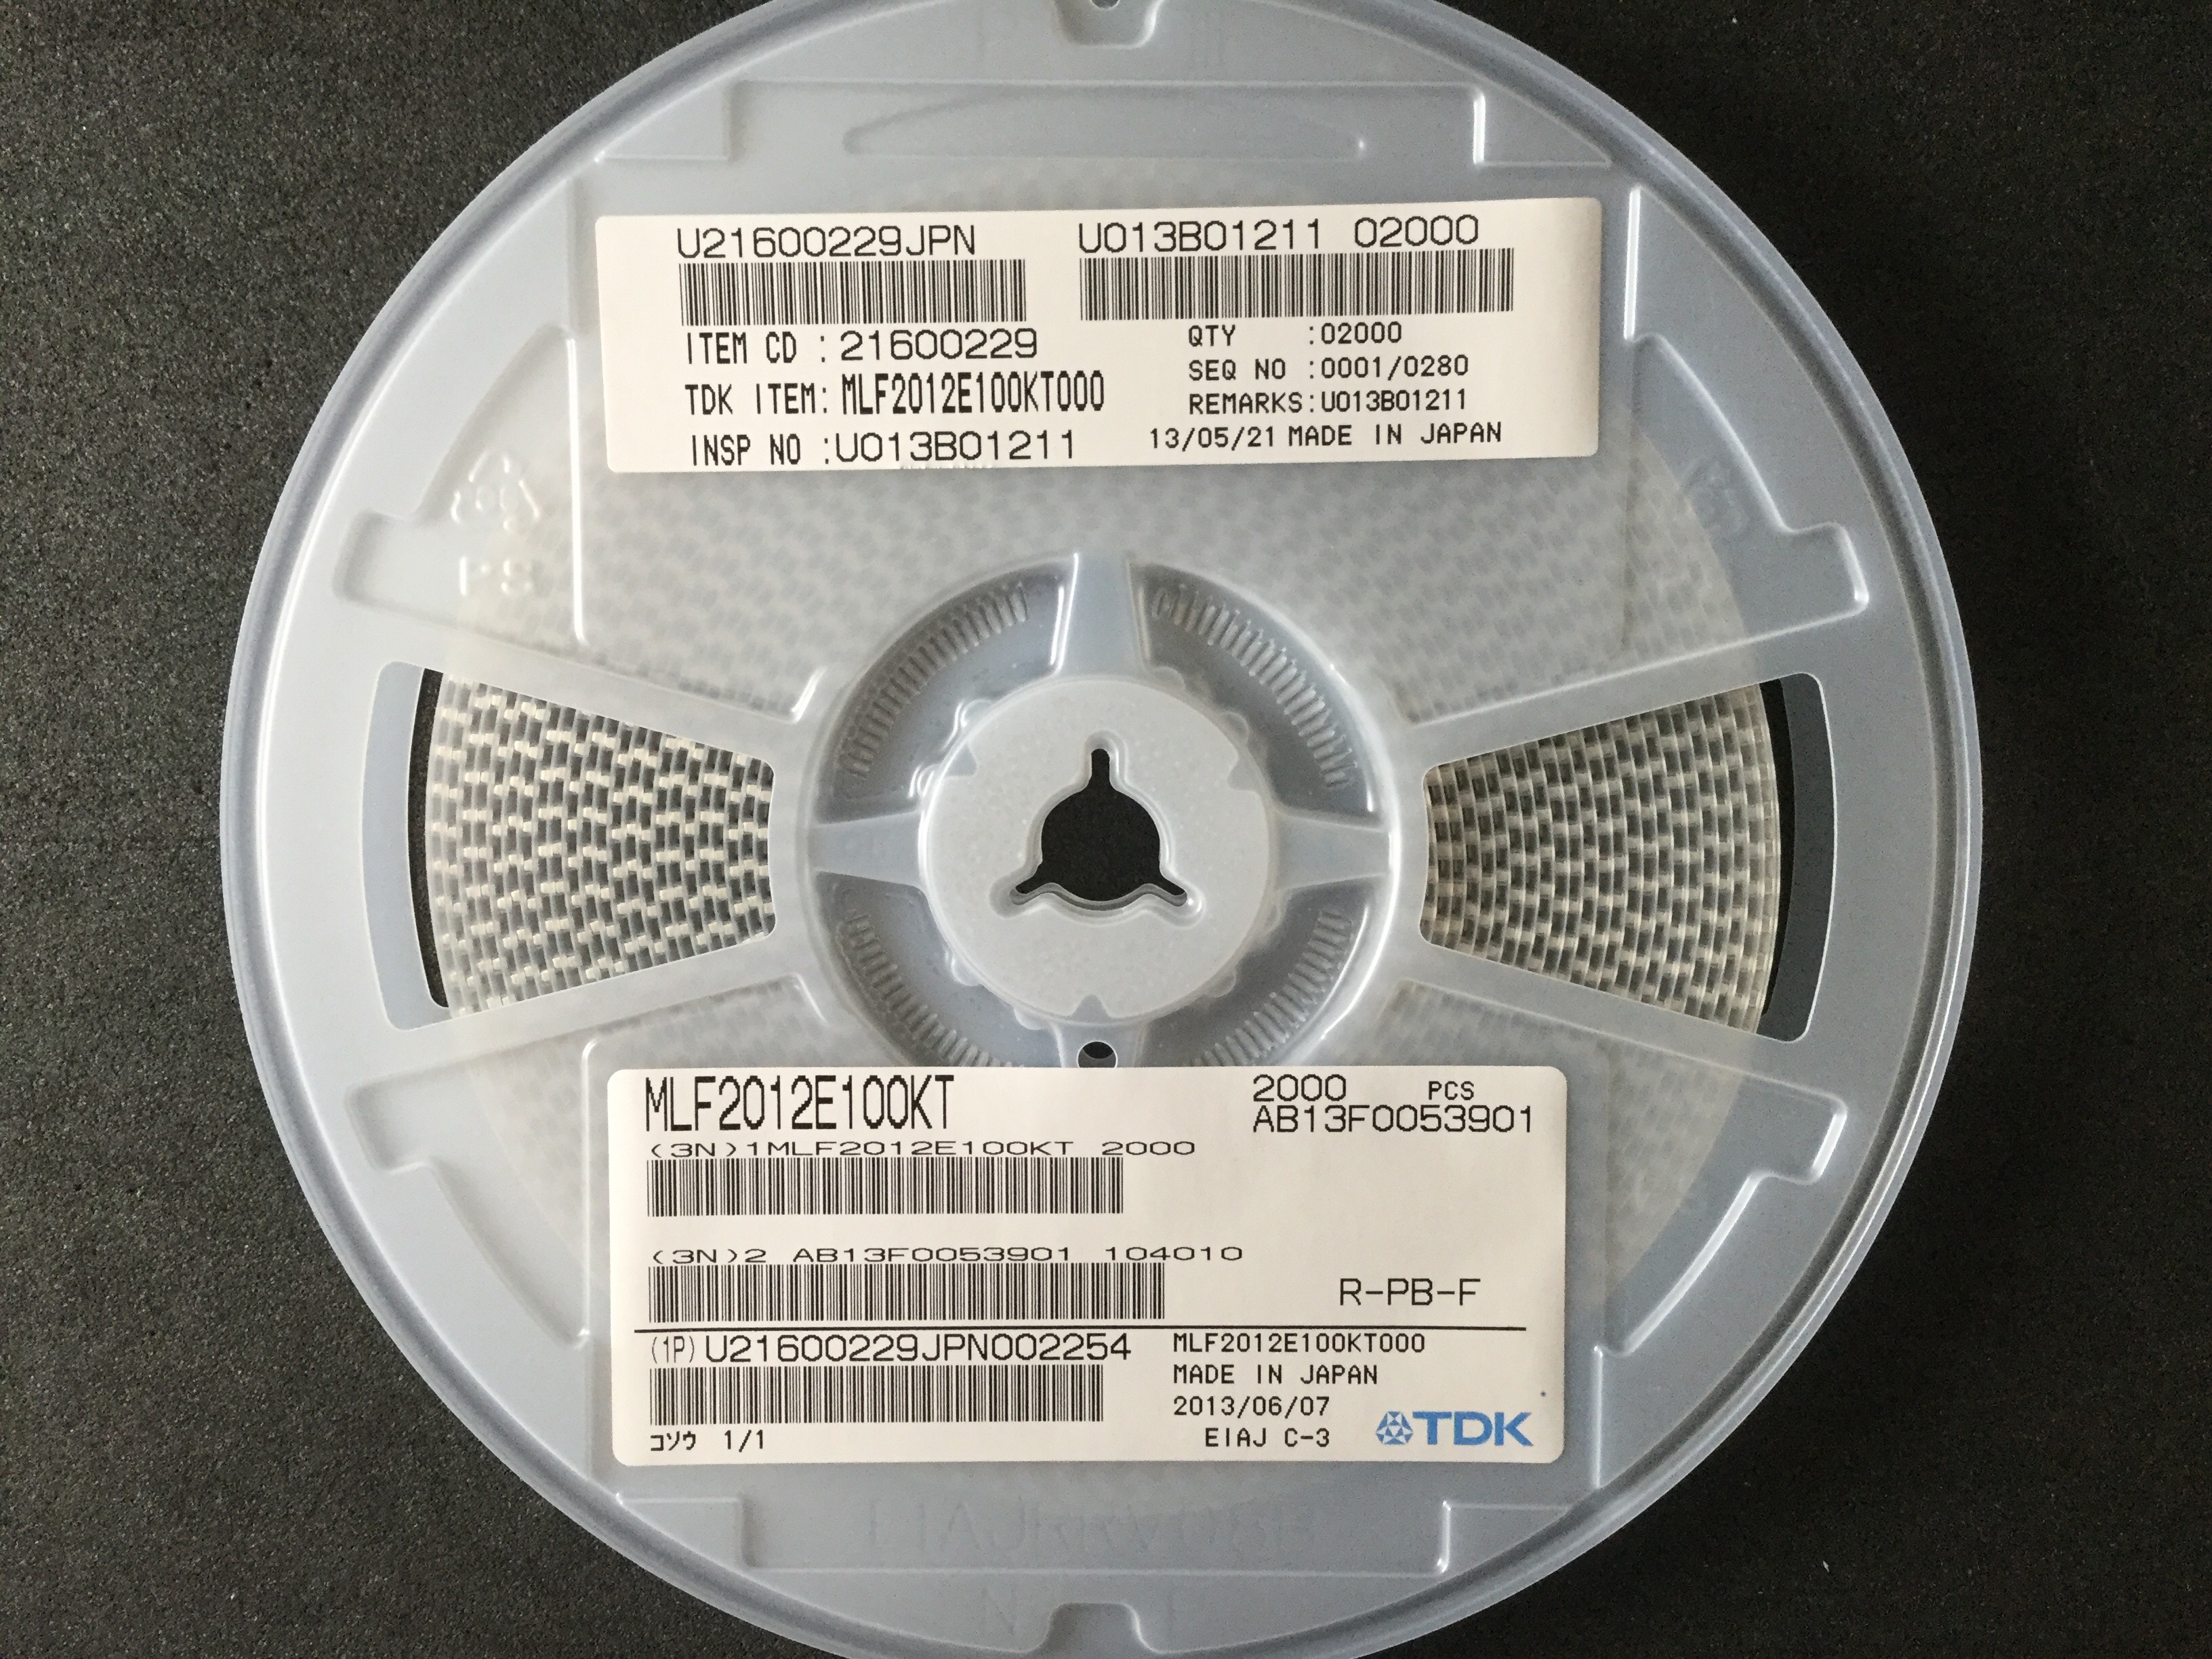 U21600229JPN
U013B01211 02000
ITEM CD : 21600229
TDK ITEM: MLF2012E100KT000
INSP NO :U013B01211
QTY :02000
SEQ NO :0001/0280
REMARKS:U013B01211
13/05/21 MADE IN JAPAN
PS
MLF2012E100KT
2000 PCS
AB13F0053901
(3N)1MLF2012E100KT 2000
(3N)2 AB13F0053901 104010
R-PB-F
(1P) U21600229JPN002254
コソウ 1/1
MLF2012E100KT000
MADE IN JAPAN
2013/06/07
EIAJ C-3
TDK